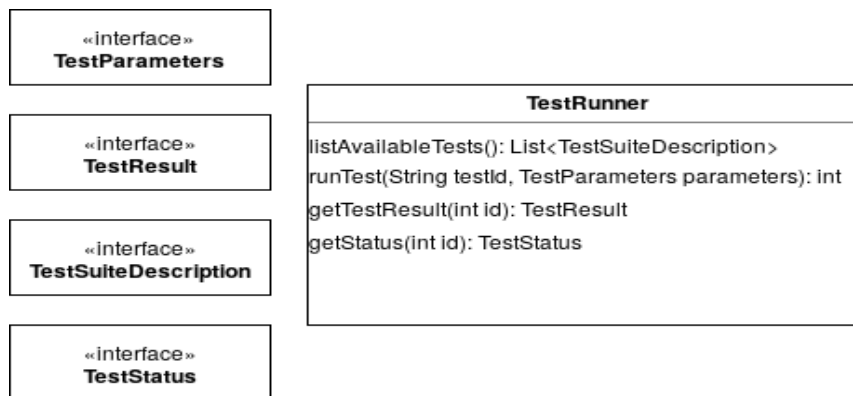 «interface»
TestParameters
«interface»
TestResult
«interface»
TestSuiteDescription
«interface»
TestStatus
TestRunner
listAvailableTests(): List<TestSuiteDescription>
runTest(String testId, TestParameters parameters): int
getTestResult(int id): TestResult
getStatus(int id): TestStatus